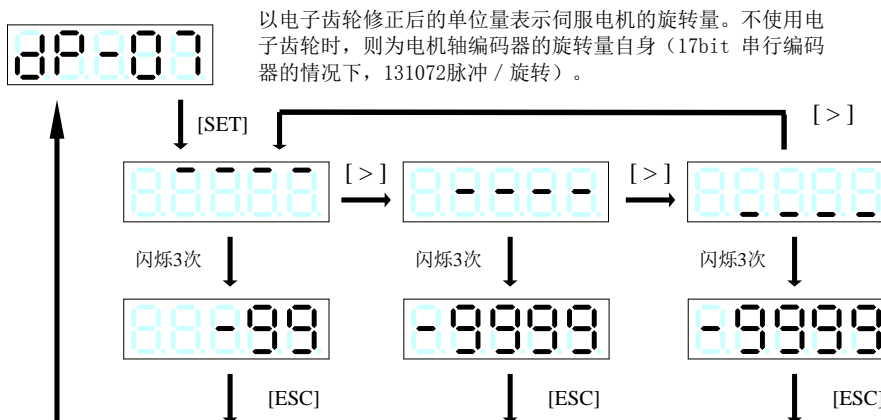 dP-07
以电子齿轮修正后的单位量表示伺服电机的旋转量。不使用电
子齿轮时，则为电机轴编码器的旋转量自身（17bit 串行编码
器的情况下，131072脉冲／旋转）。
[SET]
[ > ]
[ > ]
[ > ]
- - - -
- - - -
_ _ _ _
闪烁3次
闪烁3次
闪烁3次
-99
-9999
-9999
[ESC]
[ESC]
[ESC]